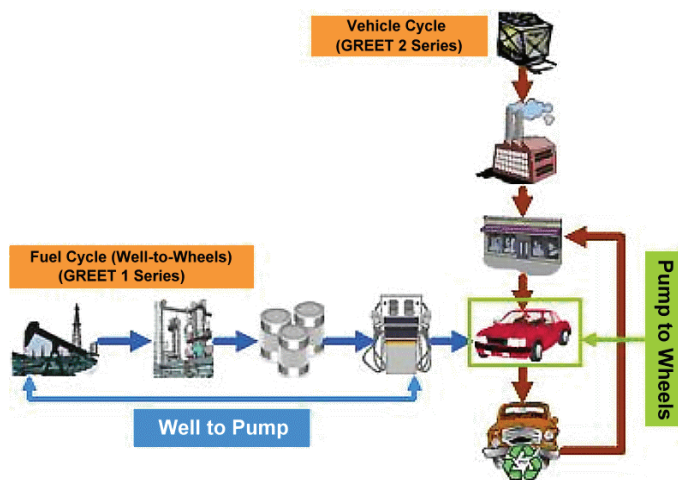 Vehicle Cycle
(GREET 2 Series)
Fuel Cycle (Well-to-Wheels)
(GREET 1 Series)
Pump to Wheels
Well to Pump